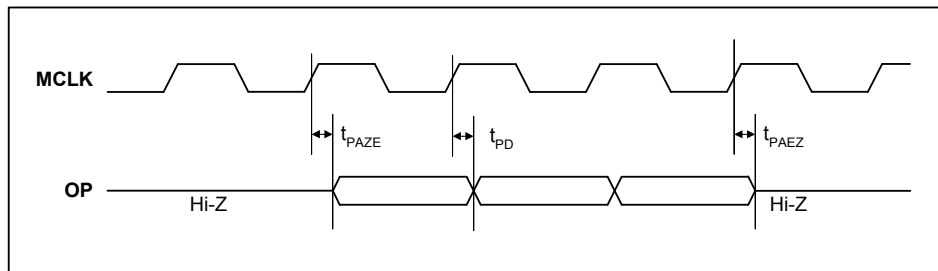 MCLK
tPAZE
tPD
tPAEZ
OP
Hi-Z
Hi-Z